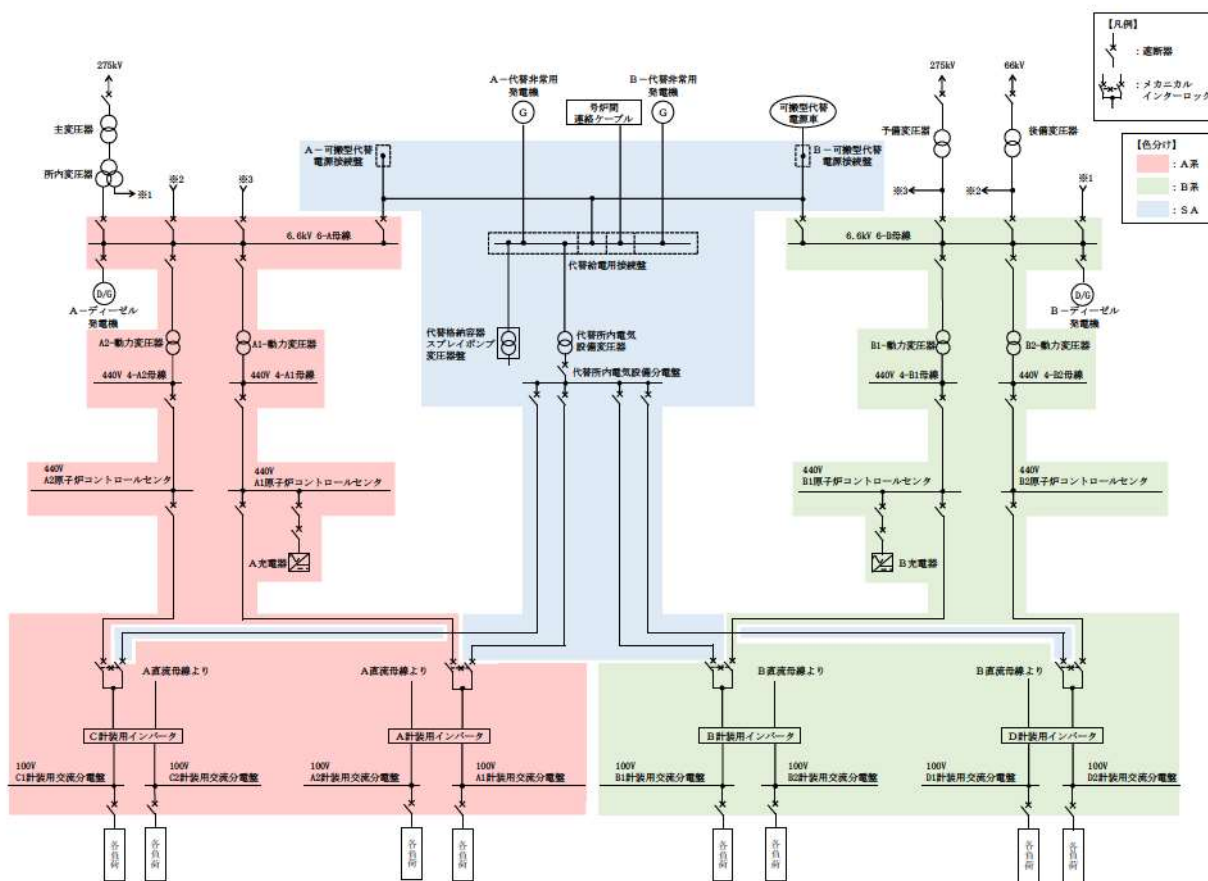 【凡例】
：遮断器
：メカニカル
インターロック
【色分け】
：A系
：B系
：SA
275kV
主変圧器
所内変圧器
※1
※2
※3
A－代替非常用
発電機
G
号炉間
連絡ケーブル
B－代替非常用
発電機
G
可搬型代替
電源車
275kV
66kV
予備変圧器
後備変圧器
※3
※2
※1
A－可搬型代替
電源接続盤
B－可搬型代替
電源接続盤
6.6kV 6-A母線
6.6kV 6-B母線
代替給電用接続盤
D/G
A－ディーゼル
発電機
D/G
B－ディーゼル
発電機
A2-動力変圧器
A1-動力変圧器
代替格納容器
スプレイポンプ
変圧器盤
代替所内電気
設備変圧器
B1-動力変圧器
B2-動力変圧器
440V 4-A2母線
440V 4-A1母線
代替所内電気設備分電盤
440V 4-B1母線
440V 4-B2母線
440V
A2原子炉コントロールセンタ
440V
A1原子炉コントロールセンタ
440V
B1原子炉コントロールセンタ
440V
B2原子炉コントロールセンタ
A充電器
B充電器
A直流母線より
A直流母線より
B直流母線より
B直流母線より
C計装用インバータ
A計装用インバータ
B計装用インバータ
D計装用インバータ
100V
C1計装用交流分電盤
100V
C2計装用交流分電盤
100V
A2計装用交流分電盤
100V
A1計装用交流分電盤
100V
B1計装用交流分電盤
100V
B2計装用交流分電盤
100V
D1計装用交流分電盤
100V
D2計装用交流分電盤
各負荷
各負荷
各負荷
各負荷
各負荷
各負荷
各負荷
各負荷